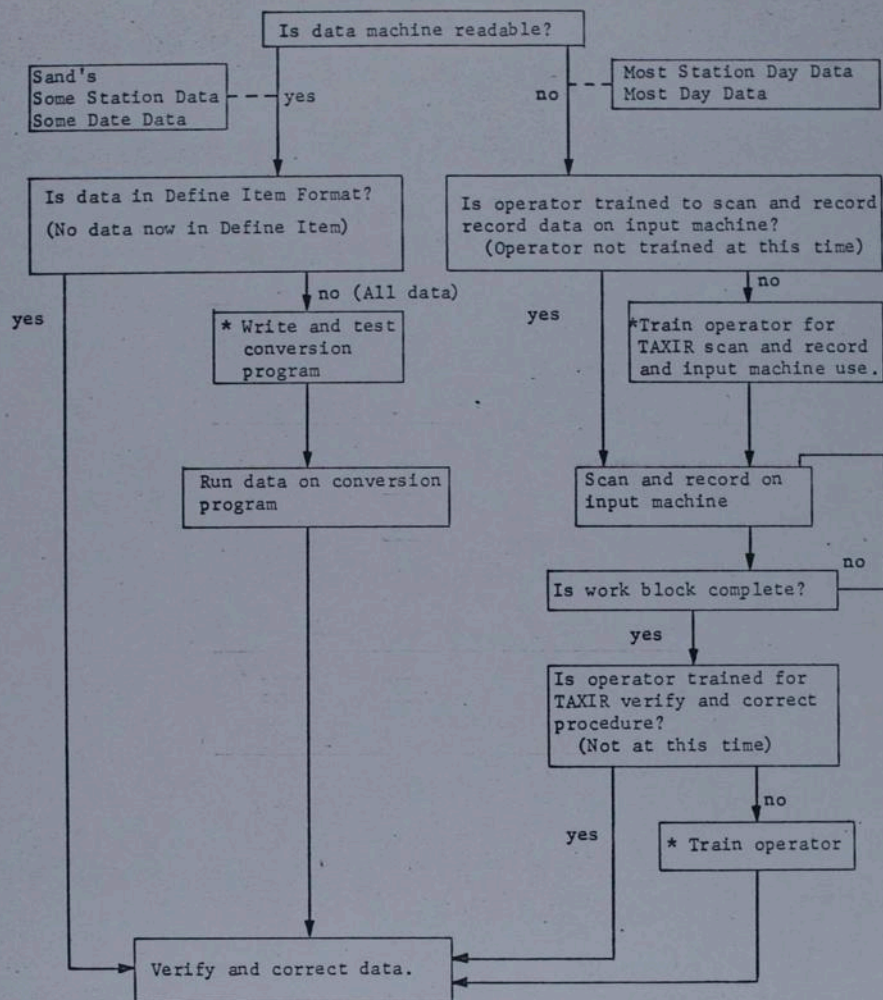 Is data machine readable?
Sand's
Some Station Data
Some Date Data
yes
no
Most Station Day Data
Most Day Data
Is data in Define Item Format?
(No data now in Define Item)
Is operator trained to scan and record
record data on input machine?
(Operator not trained at this time)
yes
no (All data)
* Write and test
conversion
program
yes
no
*Train operator for
TAXIR scan and record
and input machine use.
Run data on conversion
program
Scan and record on
input machine
Is work block complete?
no
yes
Is operator trained for
TAXIR verify and correct
procedure?
(Not at this time)
yes
no
* Train operator
Verify and correct data.